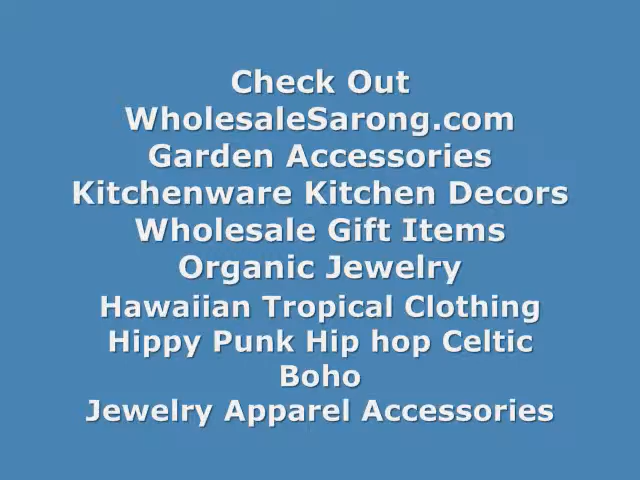 Check Out
WholesaleSarong.com
Garden Accessories
Kitchenware Kitchen Decors
Wholesale Gift Items
Organic Jewelry
Hawaiian Tropical Clothing
Hippy Punk Hip hop Celtic
Boho
Jewelry Apparel Accessories